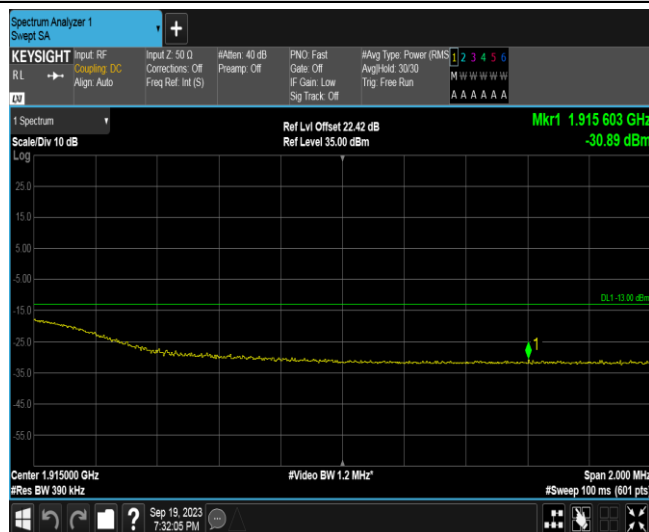 Spectrum Analyzer 1
Swept SA
+
KEYSIGHT
RL
Input: RF
Coupling: DC
Align: Auto
Input Z: 50 Ω
Corrections: Off
Freq Ref: Int (S)
#Atten: 40 dB
Preamp: Off
PNO: Fast
Gate: Off
IF Gain: Low
Sig Track: Off
#Avg Type: Power (RMS
Avg|Hold: 30/30
Trig: Free Run
1 2 3 4 5 6
M W W W W W
A A A A A A
LXI
1 Spectrum
Scale/Div 10 dB
Ref Lvl Offset 22.42 dB
Ref Level 35.00 dBm
Mkr1 1.915 603 GHz
-30.89 dBm
Log
25.0
15.0
5.00
-5.00
DL1 -13.00 dBm
-15.0
-25.0
1
-35.0
-45.0
-55.0
Center 1.915000 GHz
#Res BW 390 kHz
#Video BW 1.2 MHz*
Span 2.000 MHz
#Sweep 100 ms (601 pts)
?
Sep 19, 2023
7:32:05 PM